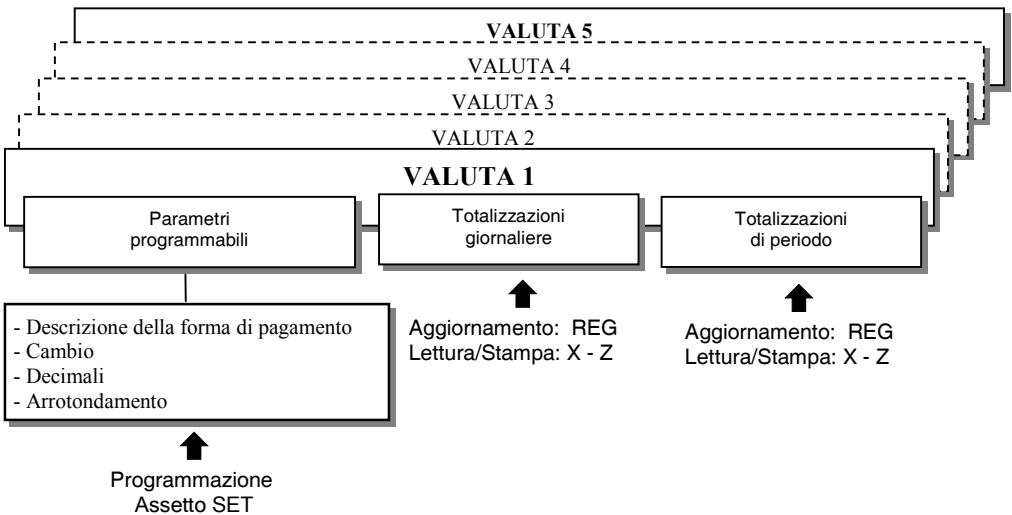 VALUTA 5
VALUTA 4
VALUTA 3
VALUTA 2
VALUTA 1
Parametri
programmabili
Totalizzazioni
giornaliere
Totalizzazioni
di periodo
- Descrizione della forma di pagamento
- Cambio
- Decimali
- Arrotondamento
Aggiornamento: REG
Lettura/Stampa: X - Z
Aggiornamento: REG
Lettura/Stampa: X - Z
Programmazione
Assetto SET